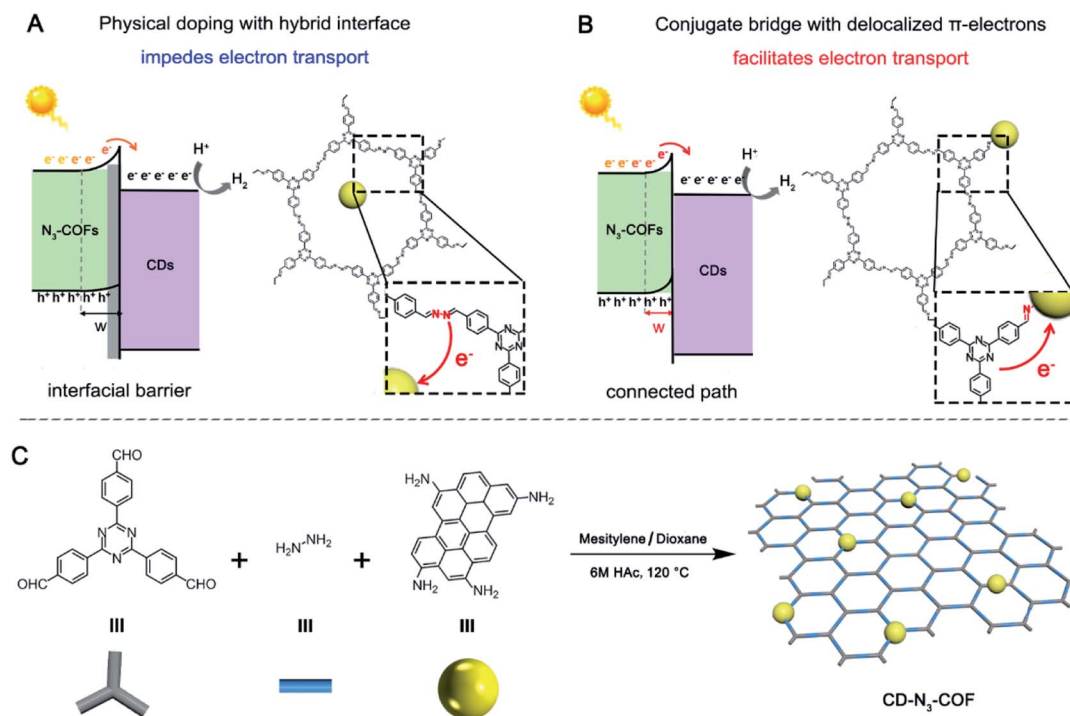 A
Physical doping with hybrid interface
impedes electron transport
e⁻ e⁻ e⁻ e⁻
e⁻
H⁺
H₂
e⁻ e⁻ e⁻ e⁻ e⁻
N₃-COFs
CDs
h⁺ h⁺ h⁺ h⁺ h⁺
W
interfacial barrier
N N
N N
N
e⁻
B
Conjugate bridge with delocalized π-electrons
facilitates electron transport
e⁻ e⁻ e⁻ e⁻
e⁻
H⁺
H₂
e⁻ e⁻ e⁻ e⁻ e⁻
N₃-COFs
CDs
h⁺ h⁺ h⁺ h⁺ h⁺
W
connected path
N
N N
N
e⁻
C
CHO
N N
N
OHC
CHO
+
H₂N NH₂
+
H₂N
NH₂
NH₂
NH₂
Mesitylene / Dioxane
6M HAc, 120 °C
CD-N₃-COF